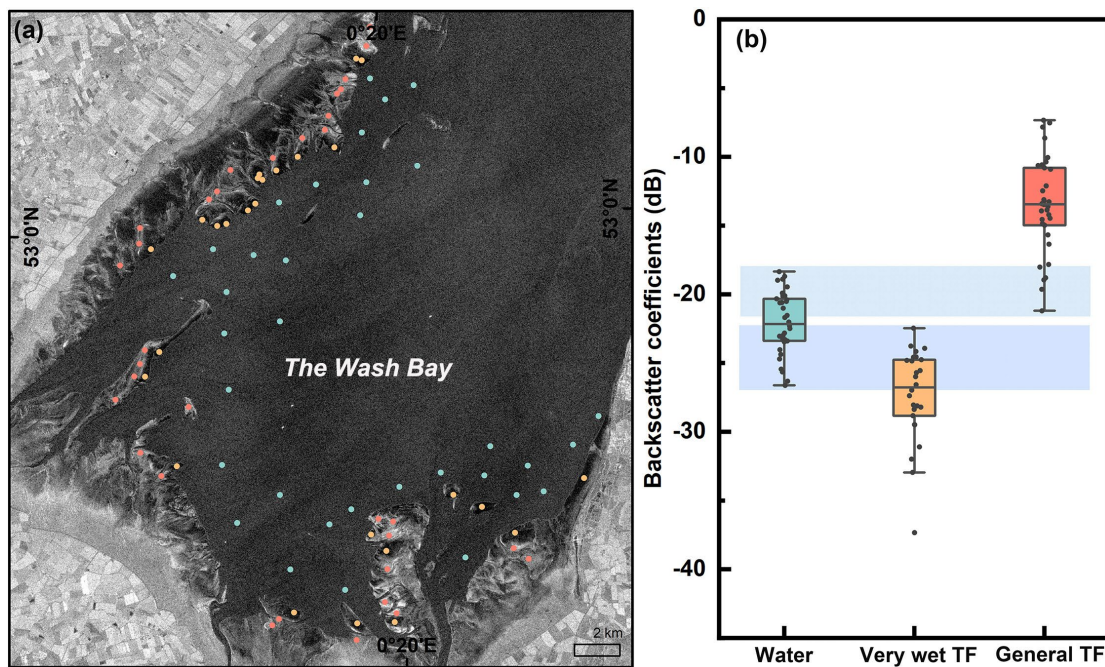 (a)
0°20'E
53°0'N
53°0'N
The Wash Bay
0°20'E
2 km
(b)
Backscatter coefficients (dB)
0
-10
-20
-30
-40
Water
Very wet TF
General TF